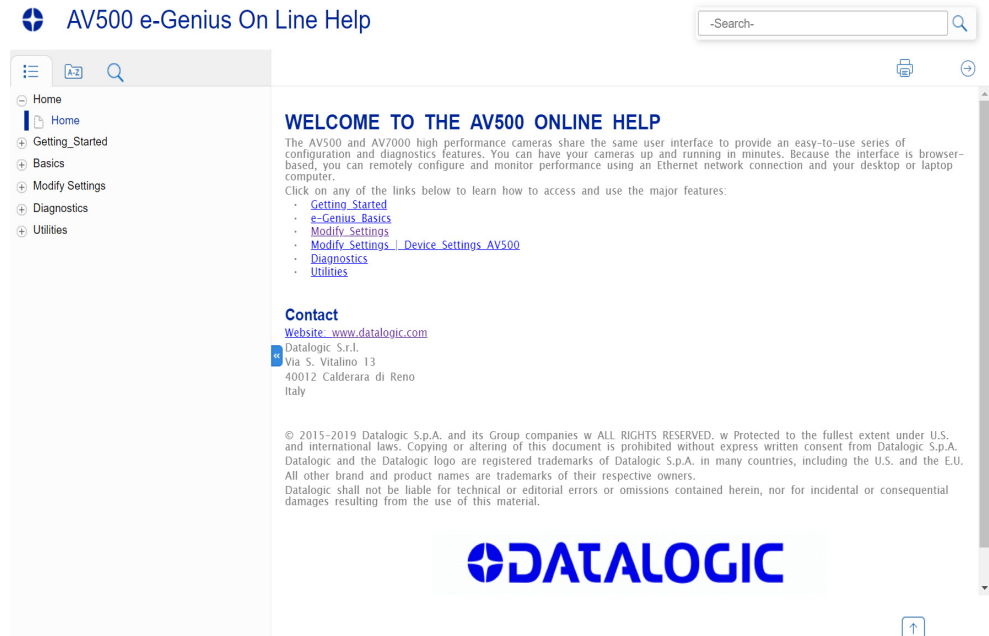 AV500 e-Genius On Line Help
-Search-
A-Z
Home
Home
Getting_Started
Basics
Modify Settings
Diagnostics
Utilities
WELCOME TO THE AV500 ONLINE HELP
The AV500 and AV7000 high performance cameras share the same user interface to provide an easy-to-use series of
configuration and diagnostics features. You can have your cameras up and running in minutes. Because the interface is browser-
based, you can remotely configure and monitor performance using an Ethernet network connection and your desktop or laptop
computer.
Click on any of the links below to learn how to access and use the major features:
· Getting Started
· e-Genius Basics
· Modify Settings
· Modify Settings | Device Settings AV500
· Diagnostics
· Utilities
Contact
Website: www.datalogic.com
Datalogic S.r.l.
Via S. Vitalino 13
40012 Calderara di Reno
Italy
© 2015-2019 Datalogic S.p.A. and its Group companies w ALL RIGHTS RESERVED. w Protected to the fullest extent under U.S.
and international laws. Copying or altering of this document is prohibited without express written consent from Datalogic S.p.A.
Datalogic and the Datalogic logo are registered trademarks of Datalogic S.p.A. in many countries, including the U.S. and the E.U.
All other brand and product names are trademarks of their respective owners.
Datalogic shall not be liable for technical or editorial errors or omissions contained herein, nor for incidental or consequential
damages resulting from the use of this material.
DATALOGIC